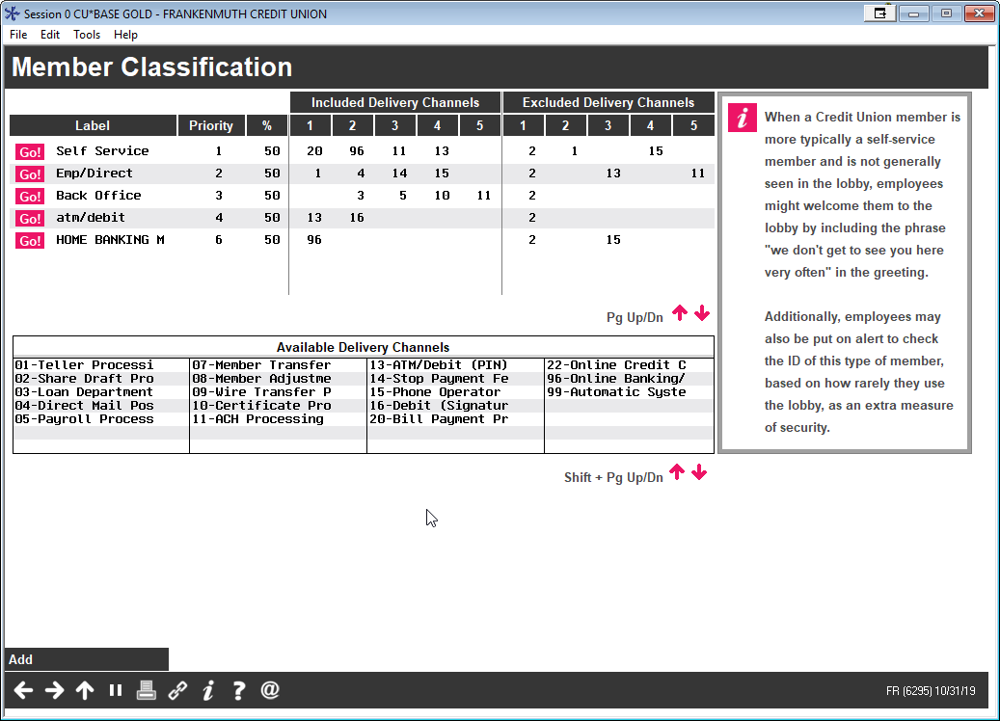 Session 0 CU*BASE GOLD - FRANKENMUTH CREDIT UNION
File Edit Tools Help
Member Classification
Included Delivery Channels Excluded Delivery Channels
Label Priority % 1 2 3 4 5 1 2 3 4 5
Go! Self Service 1 50 20 96 11 13 2 1 15
Go! Emp/Direct 2 50 1 4 14 15 2 13 11
Go! Back Office 3 50 3 5 10 11 2
Go! atm/debit 4 50 13 16 2
Go! HOME BANKING M 6 50 96 2 15
Pg Up/Dn
Available Delivery Channels
01-Teller Processi 07-Member Transfer 13-ATM/Debit (PIN) 22-Online Credit C
02-Share Draft Pro 08-Member Adjustme 14-Stop Payment Fe 96-Online Banking/
03-Loan Department 09-Wire Transfer P 15-Phone Operator 99-Automatic Syste
04-Direct Mail Pos 10-Certificate Pro 16-Debit (Signatur
05-Payroll Process 11-ACH Processing 20-Bill Payment Pr
Shift + Pg Up/Dn
i When a Credit Union member is
more typically a self-service
member and is not generally
seen in the lobby, employees
might welcome them to the
lobby by including the phrase
"we don't get to see you here
very often" in the greeting.
Additionally, employees may
also be put on alert to check
the ID of this type of member,
based on how rarely they use
the lobby, as an extra measure
of security.
Add
i ? @ FR (6295) 10/31/19